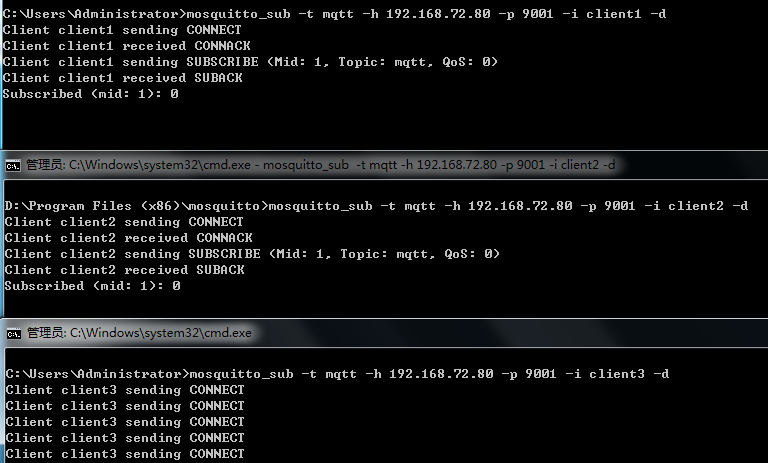 C:\Users\Administrator>mosquitto_sub -t mqtt -h 192.168.72.80 -p 9001 -i client1 -d
Client client1 sending CONNECT
Client client1 received CONNACK
Client client1 sending SUBSCRIBE (Mid: 1, Topic: mqtt, QoS: 0)
Client client1 received SUBACK
Subscribed (mid: 1): 0
管理员: C:\Windows\system32\cmd.exe - mosquitto_sub -t mqtt -h 192.168.72.80 -p 9001 -i client2 -d
D:\Program Files (x86)\mosquitto>mosquitto_sub -t mqtt -h 192.168.72.80 -p 9001 -i client2 -d
Client client2 sending CONNECT
Client client2 received CONNACK
Client client2 sending SUBSCRIBE (Mid: 1, Topic: mqtt, QoS: 0)
Client client2 received SUBACK
Subscribed (mid: 1): 0
管理员: C:\Windows\system32\cmd.exe
C:\Users\Administrator>mosquitto_sub -t mqtt -h 192.168.72.80 -p 9001 -i client3 -d
Client client3 sending CONNECT
Client client3 sending CONNECT
Client client3 sending CONNECT
Client client3 sending CONNECT
Client client3 sending CONNECT